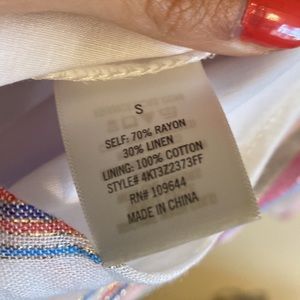 S
SELF: 70% RAYON
30% LINEN
LINING: 100% COTTON
STYLE# 4KT3Z2373FF
RN# 109644
MADE IN CHINA